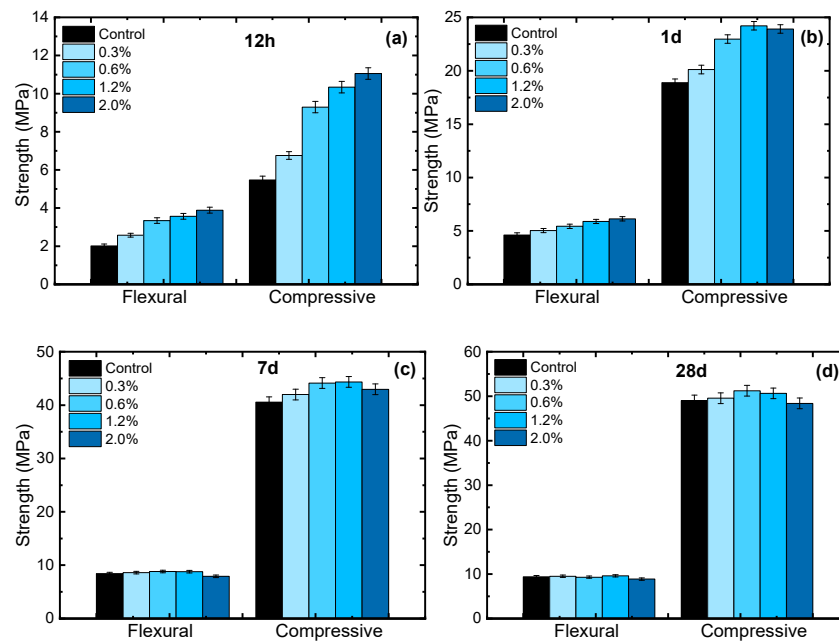 12h
(a)
Control
0.3%
0.6%
1.2%
2.0%
14
12
10
8
6
4
2
0
Strength (MPa)
Flexural
Compressive
1d
(b)
Control
0.3%
0.6%
1.2%
2.0%
25
20
15
10
5
0
Strength (MPa)
Flexural
Compressive
7d
(c)
Control
0.3%
0.6%
1.2%
2.0%
50
40
30
20
10
0
Strength (MPa)
Flexural
Compressive
28d
(d)
Control
0.3%
0.6%
1.2%
2.0%
60
50
40
30
20
10
0
Strength (MPa)
Flexural
Compressive